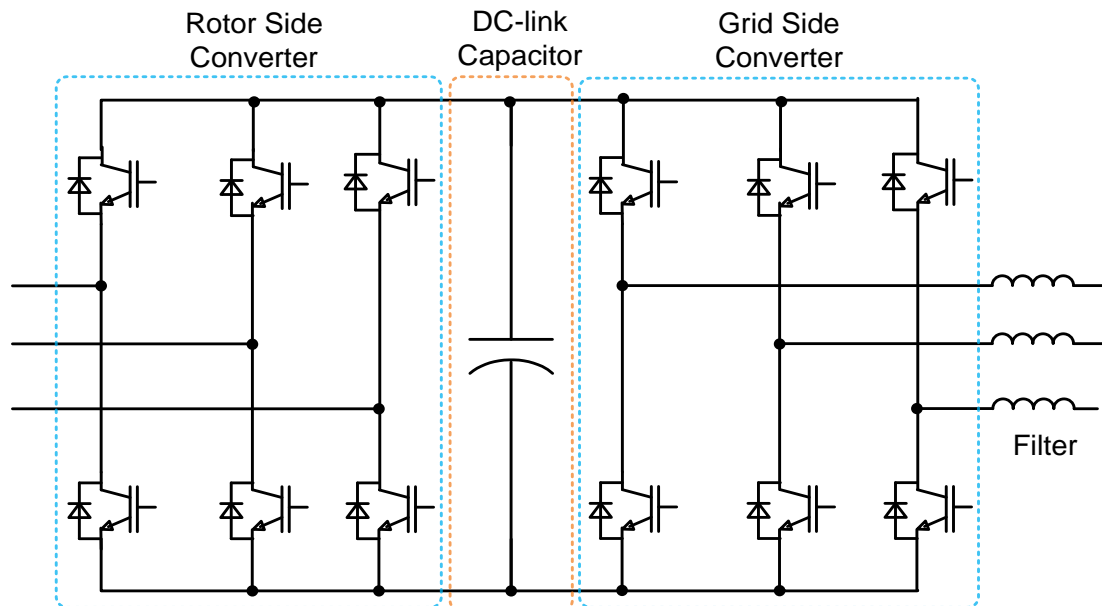 Rotor Side
Converter
DC-link
Capacitor
Grid Side
Converter
Filter